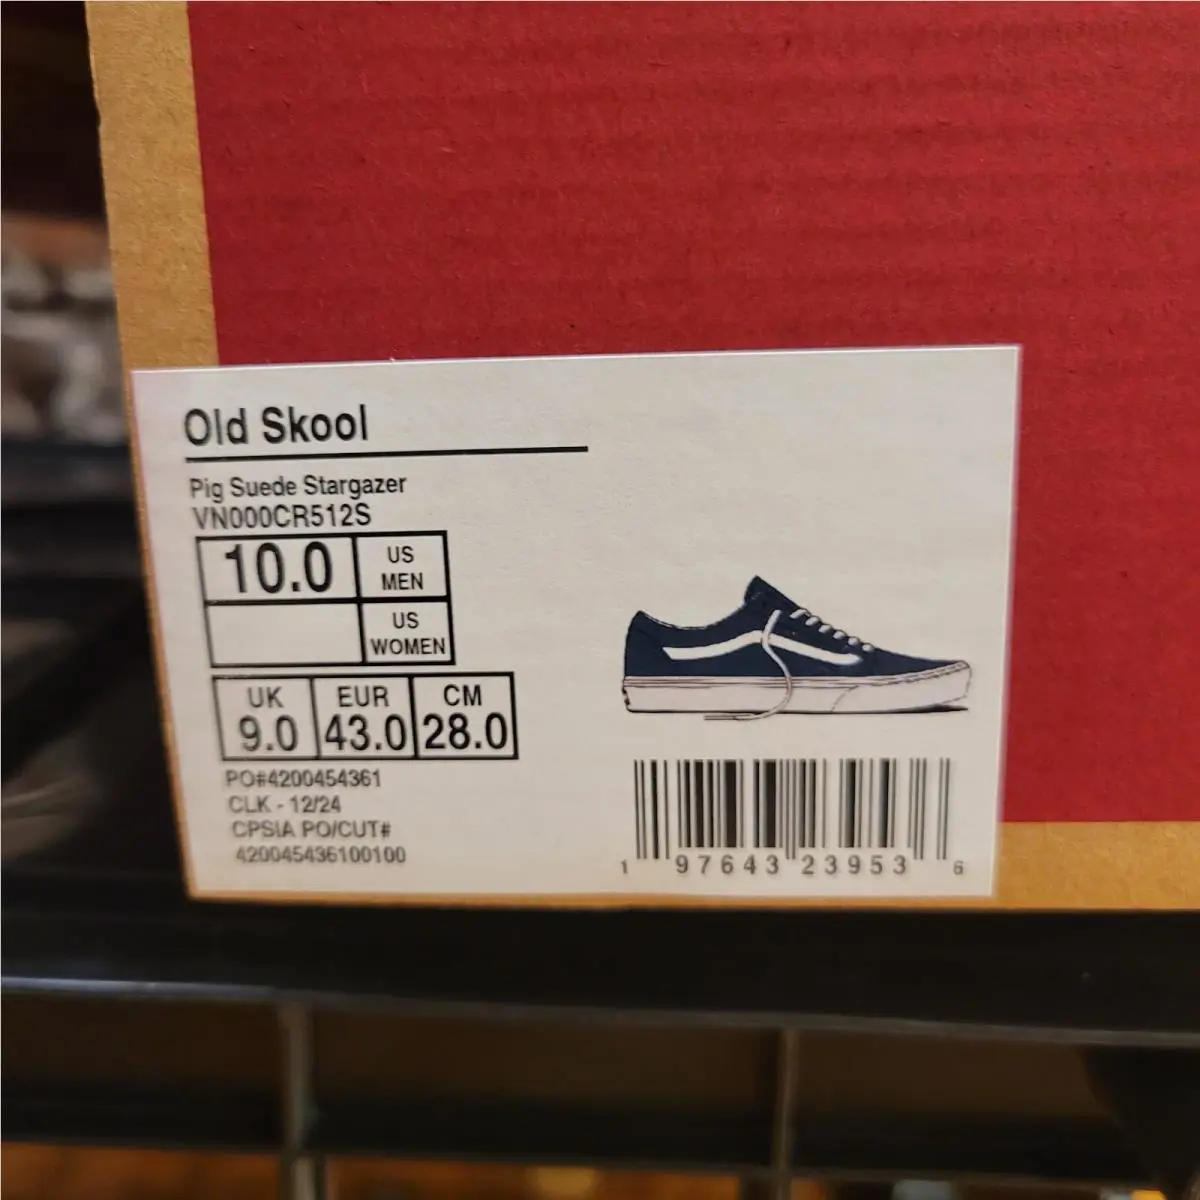 Old Skool
Pig Suede Stargazer
VN000CR512S
10.0 US MEN
US WOMEN
UK EUR CM
9.0 43.0 28.0
PO#4200454361
CLK - 12/24
CPSIA PO/CUT#
420045436100100
1 97643 23953 6